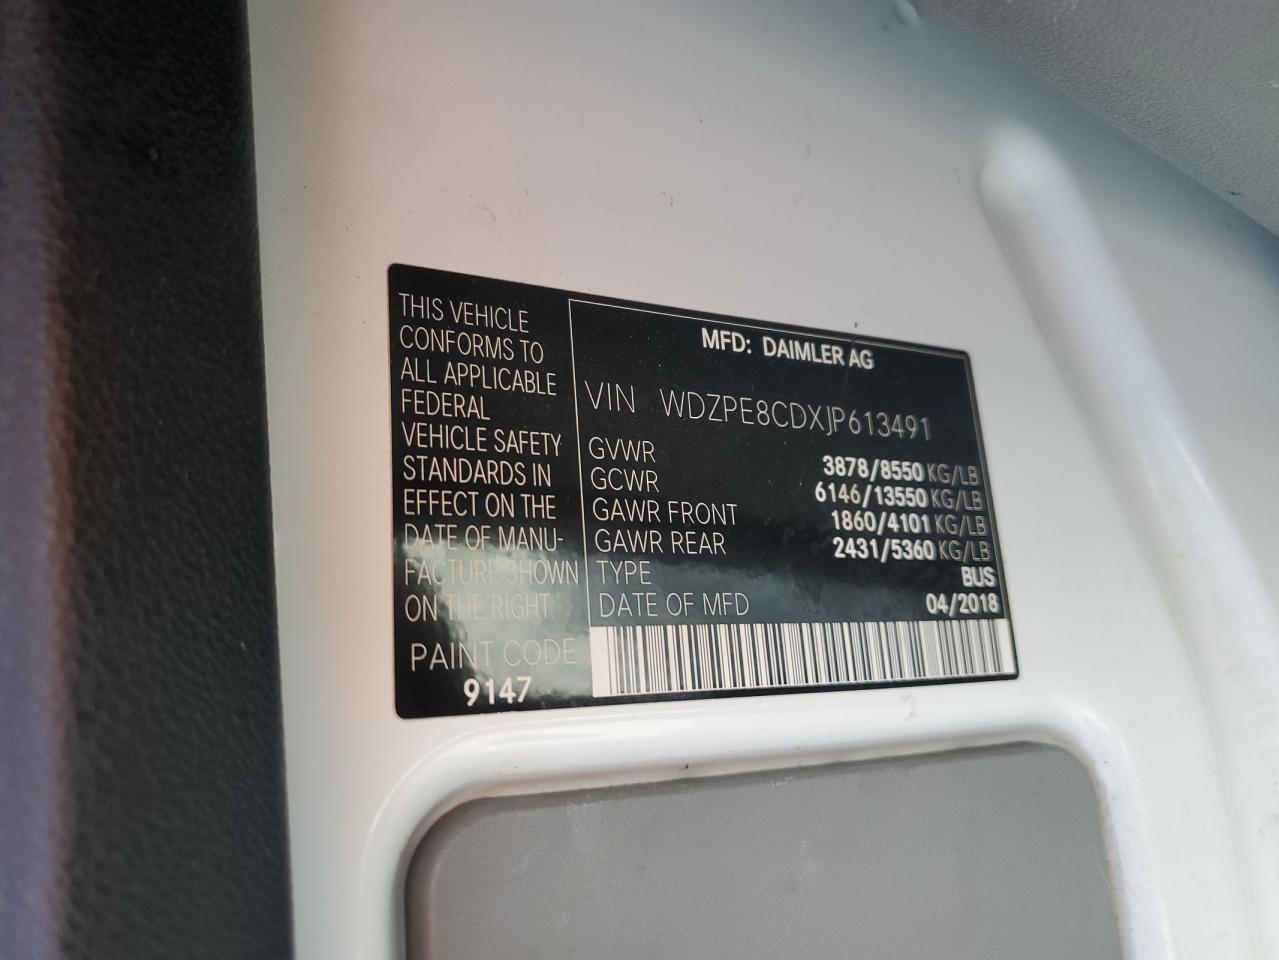 THIS VEHICLE
CONFORMS TO
ALL APPLICABLE
FEDERAL
VEHICLE SAFETY
STANDARDS IN
EFFECT ON THE
DATE OF MANU-
FACTURE SHOWN
ON THE RIGHT.
PAINT CODE
9147
MFD: DAIMLER AG
VIN WDZPE8CDXJP613491
GVWR 3878/8550 KG/LB
GCWR 6146/13550 KG/LB
GAWR FRONT 1860/4101 KG/LB
GAWR REAR 2431/5360 KG/LB
TYPE BUS
DATE OF MFD 04/2018